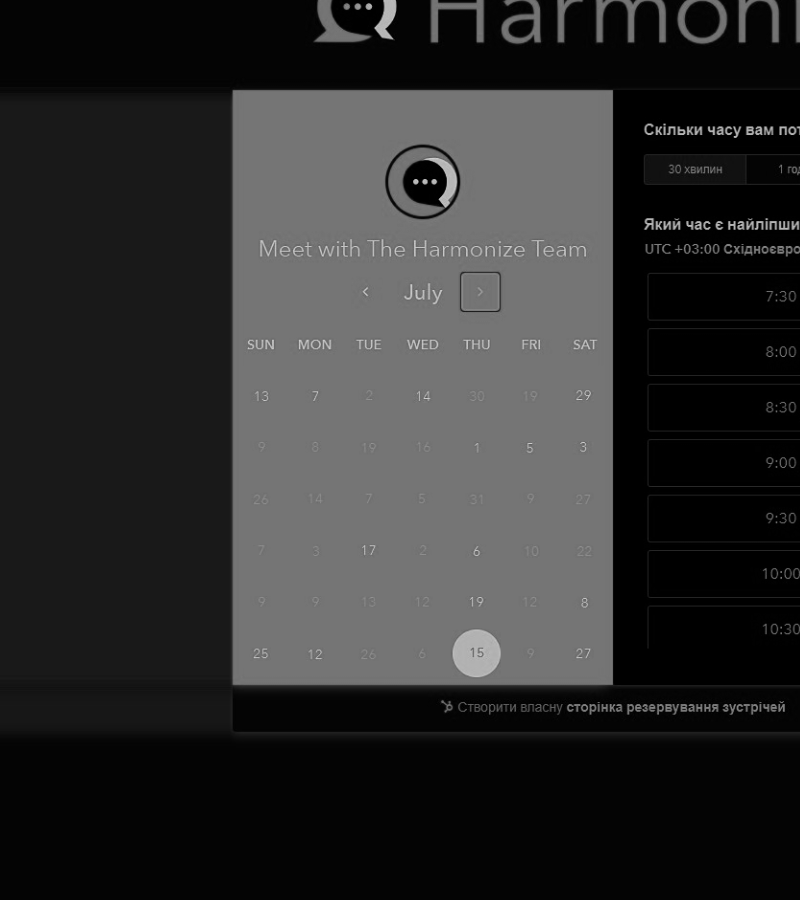 Harmoni
Meet with The Harmonize Team
July
SUN MON TUE WED THU FRI SAT
13 7 2 14 30 19 29
9 8 19 16 1 5 3
26 14 7 5 31 9 27
7 3 17 2 6 10 22
9 9 13 12 19 12 8
25 12 26 6 15 9 27
Скільки часу вам пот
30 хвилин 1 год
Який час є найліпши
UTC +03:00 Східноєвро
7:30
8:00
8:30
9:00
9:30
10:00
10:30
Створити власну сторінка резервування зустрічей